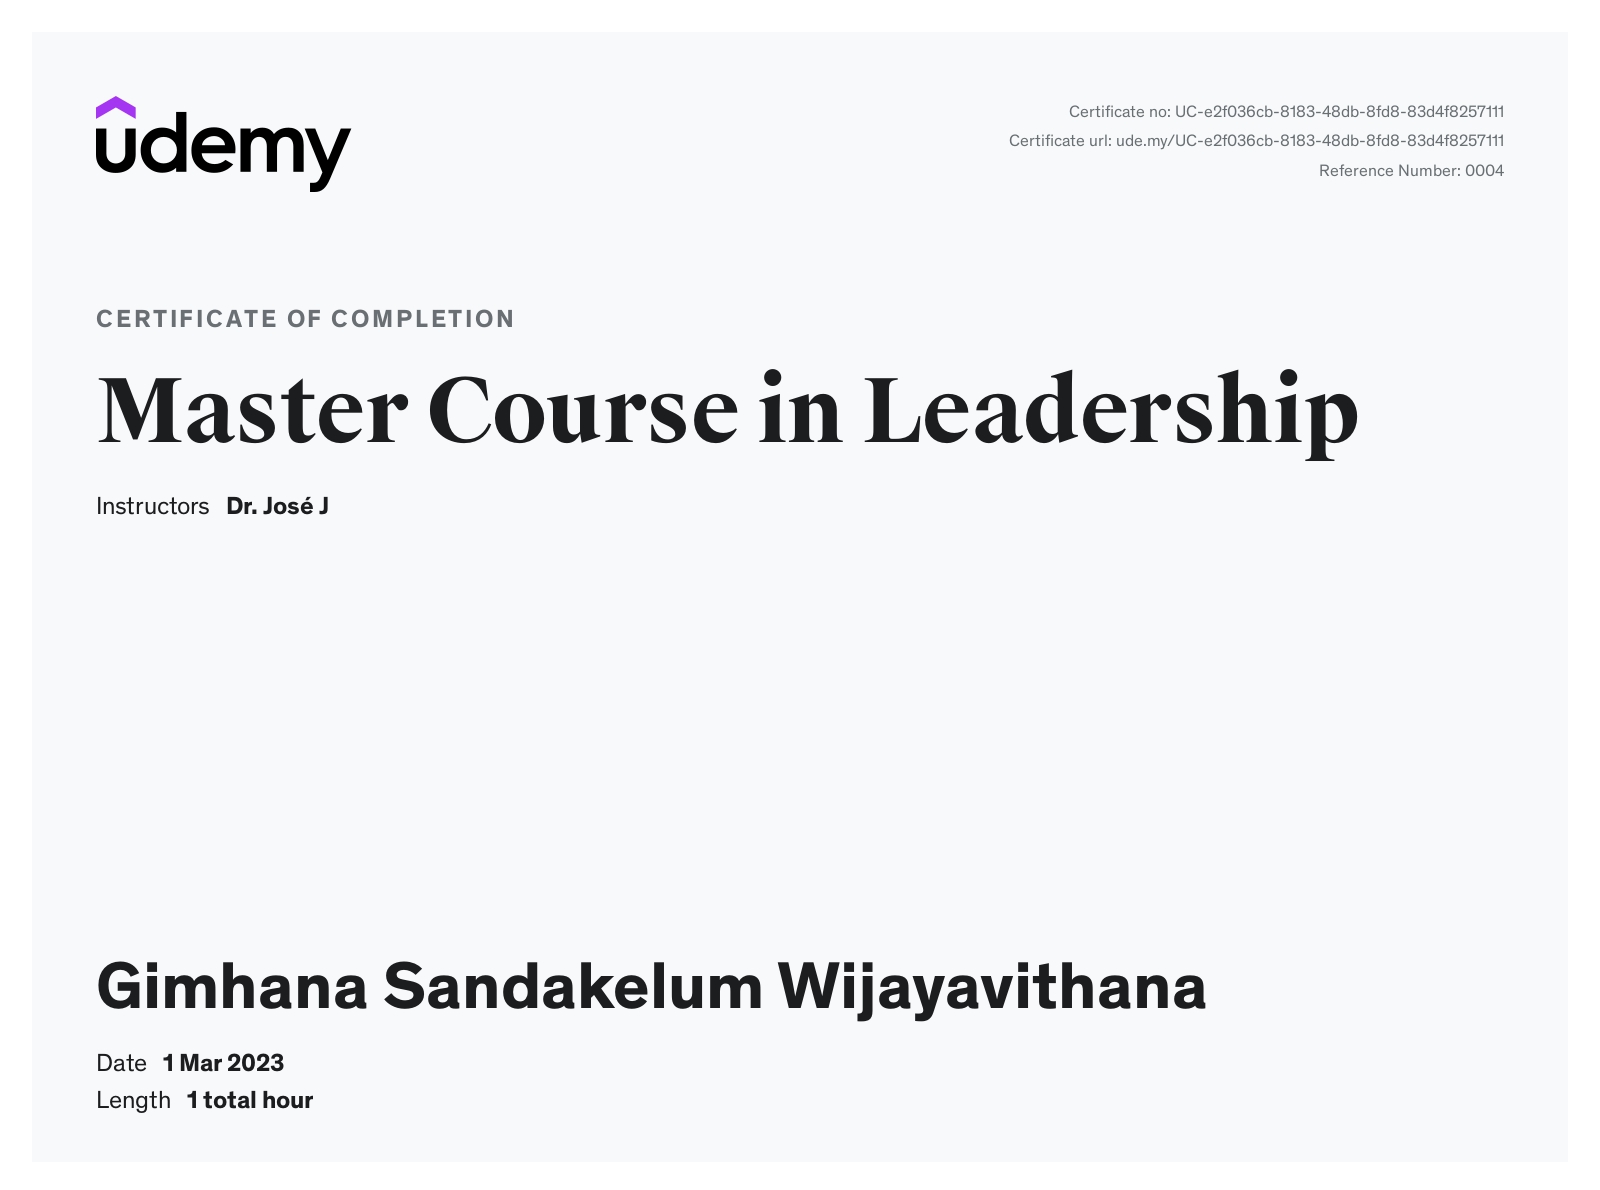 udemy
Certificate no: UC-e2f036cb-8183-48db-8fd8-83d4f8257111
Certificate url: ude.my/UC-e2f036cb-8183-48db-8fd8-83d4f8257111
Reference Number: 0004
CERTIFICATE OF COMPLETION
Master Course in Leadership
Instructors Dr. José J
Gimhana Sandakelum Wijayavithana
Date 1 Mar 2023
Length 1 total hour